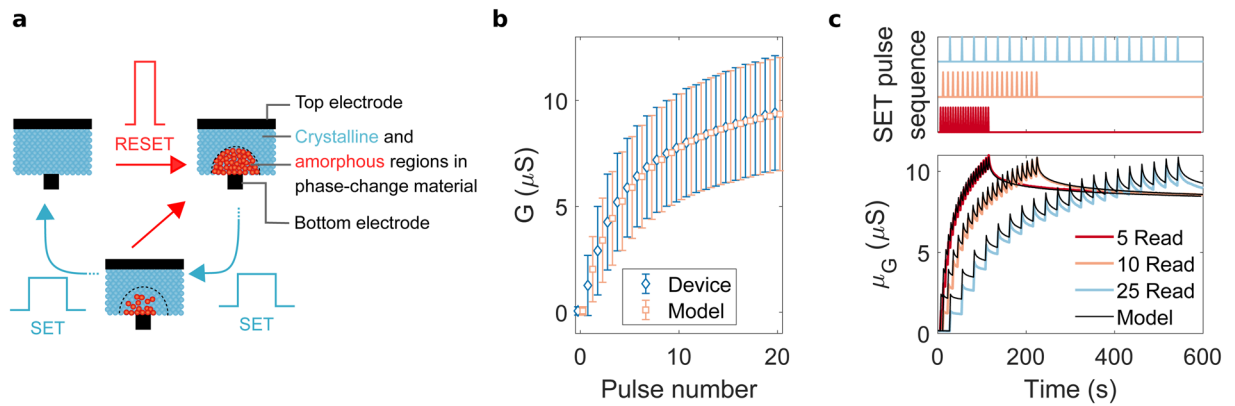 a
RESET
Top electrode
Crystalline and
amorphous regions in
phase-change material
Bottom electrode
SET
SET
b
G (μS)
10
5
0
Device
Model
0
10
20
Pulse number
c
SET pulse
sequence
μG (μS)
10
5
0
5 Read
10 Read
25 Read
Model
0
200
400
600
Time (s)